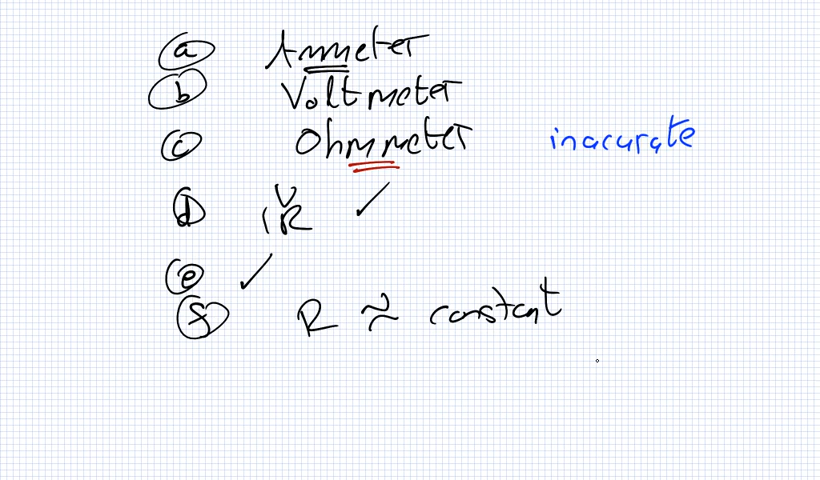 (a) Ammeter
(b) Voltmeter
(c) Ohmmeter inacurate
(d) V IR ✓
(e) ✓
(f) R ≈ constant